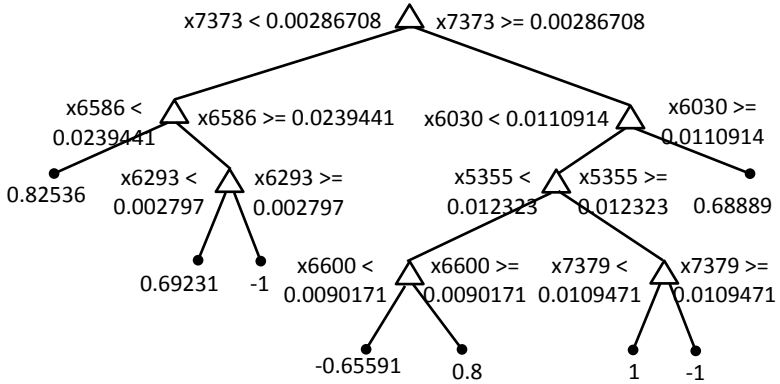 x7373 < 0.00286708 x7373 >= 0.00286708
x6586 <
0.0239441
x6586 >= 0.0239441
x6030 < 0.0110914
x6030 >=
0.0110914
0.82536
x6293 <
0.002797
x6293 >=
0.002797
x5355 <
0.012323
x5355 >=
0.012323
0.68889
0.69231
-1
x6600 <
0.0090171
x6600 >=
0.0090171
x7379 <
0.0109471
x7379 >=
0.0109471
-0.65591
0.8
1
-1